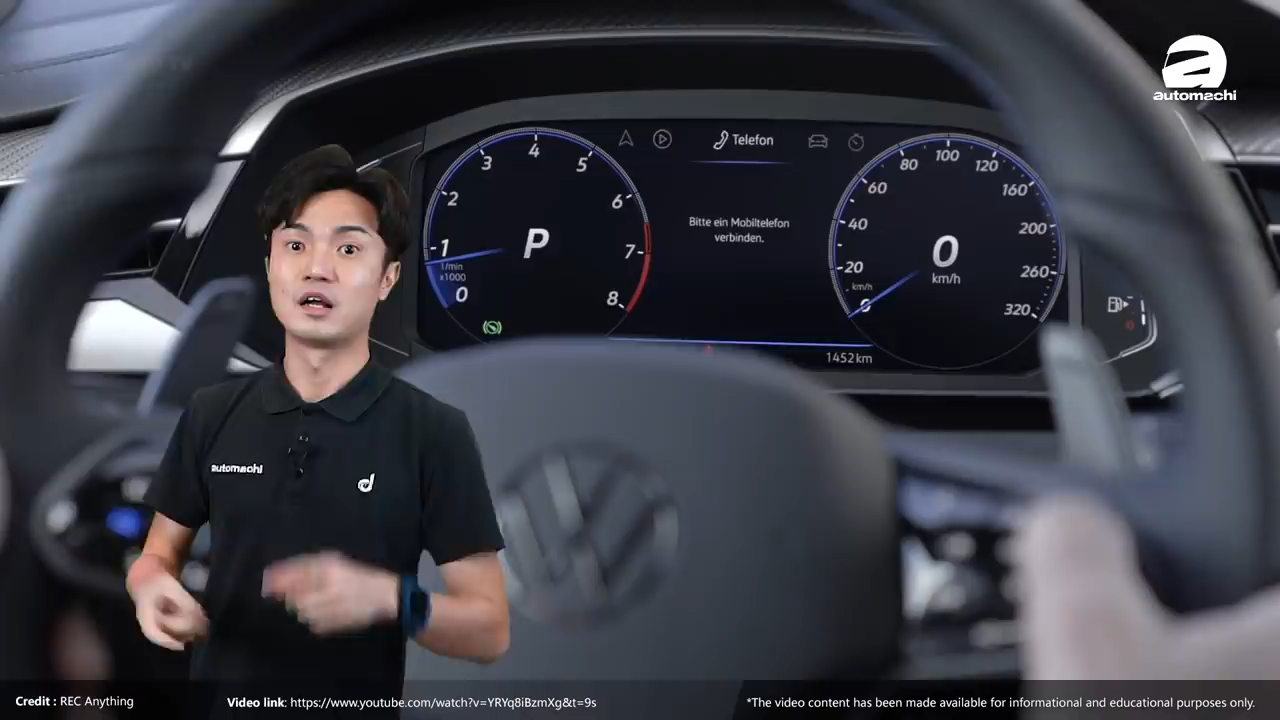 automachi
Telefon
Bitte ein Mobiltelefon
verbinden.
1 2 3 4 5 6 7 8
0
1/min
x1000
P
0 20 40 60 80 100 120 160 200 260 320
km/h
0
km/h
1452 km
automachi
d
Credit : REC Anything
Video link: https://www.youtube.com/watch?v=YRYq8iBzmXg&t=9s
*The video content has been made available for informational and educational purposes only.